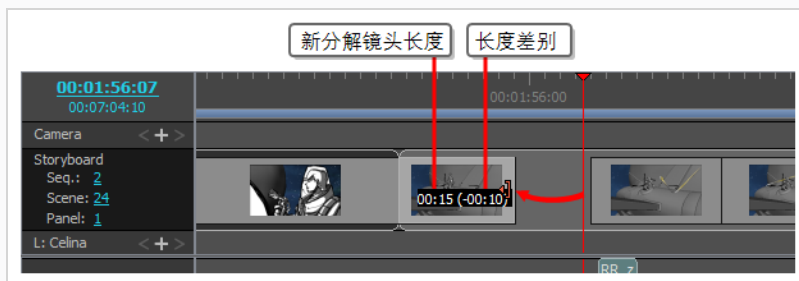 新分解镜头长度
长度差别
00:01:56:07
00:07:04:10
00:01:56:00
Camera
Storyboard
Seq.: 2
Scene: 24
Panel: 1
00:15 (-00:10)
L: Celina
RR_z